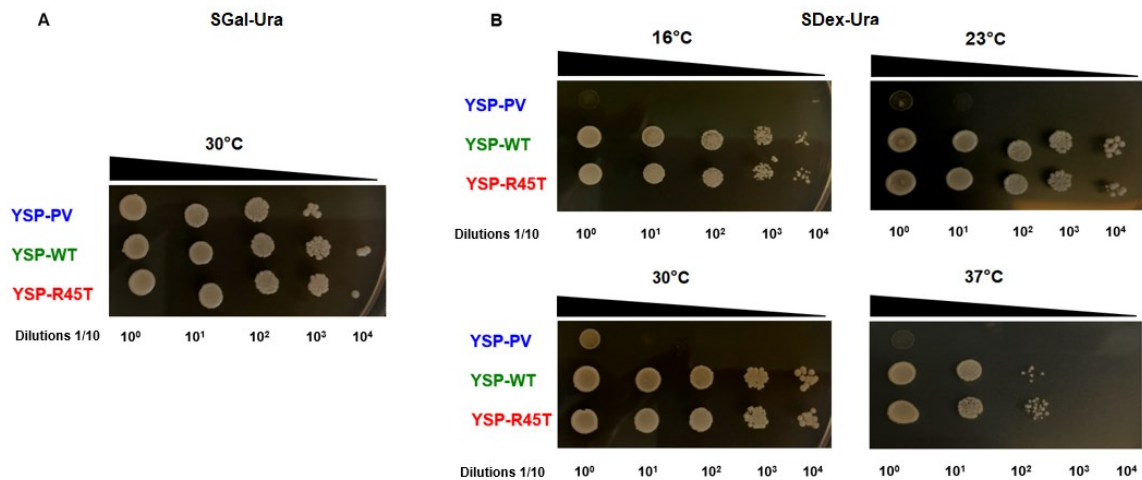 A
SGal-Ura
30°C
YSP-PV
YSP-WT
YSP-R45T
Dilutions 1/10
10⁰ 10¹ 10² 10³ 10⁴
B
SDex-Ura
16°C
YSP-PV
YSP-WT
YSP-R45T
Dilutions 1/10
10⁰ 10¹ 10² 10³ 10⁴
23°C
10⁰ 10¹ 10² 10³ 10⁴
30°C
YSP-PV
YSP-WT
YSP-R45T
Dilutions 1/10
10⁰ 10¹ 10² 10³ 10⁴
37°C
10⁰ 10¹ 10² 10³ 10⁴